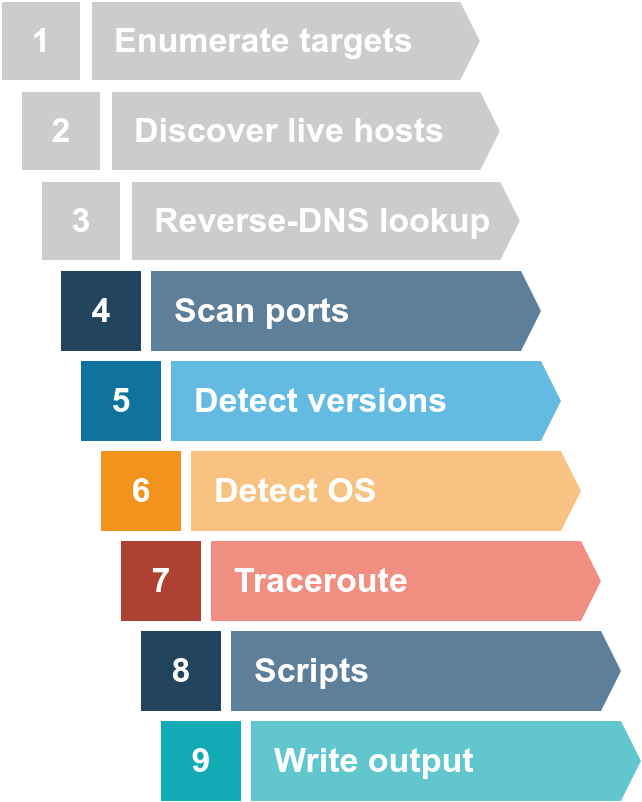 1 Enumerate targets
2 Discover live hosts
3 Reverse-DNS lookup
4 Scan ports
5 Detect versions
6 Detect OS
7 Traceroute
8 Scripts
9 Write output